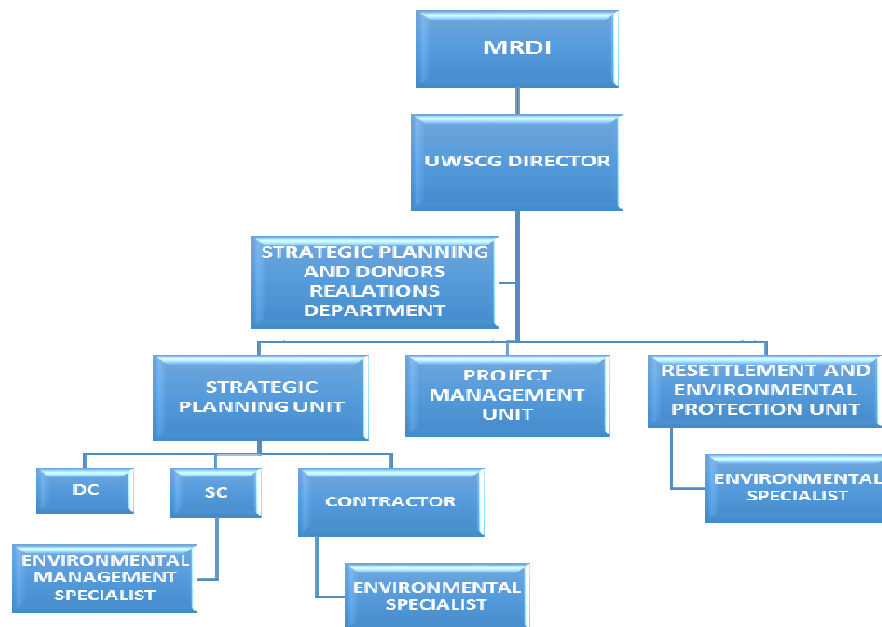 MRDI
UWSCG DIRECTOR
STRATEGIC PLANNING
AND DONORS
REALATIONS
DEPARTMENT
STRATEGIC
PLANNING UNIT
PROJECT
MANAGEMENT
UNIT
RESETTLEMENT AND
ENVIRONMENTAL
PROTECTION UNIT
DC
SC
CONTRACTOR
ENVIRONMENTAL
SPECIALIST
ENVIRONMENTAL
MANAGEMENT
SPECIALIST
ENVIRONMENTAL
SPECIALIST